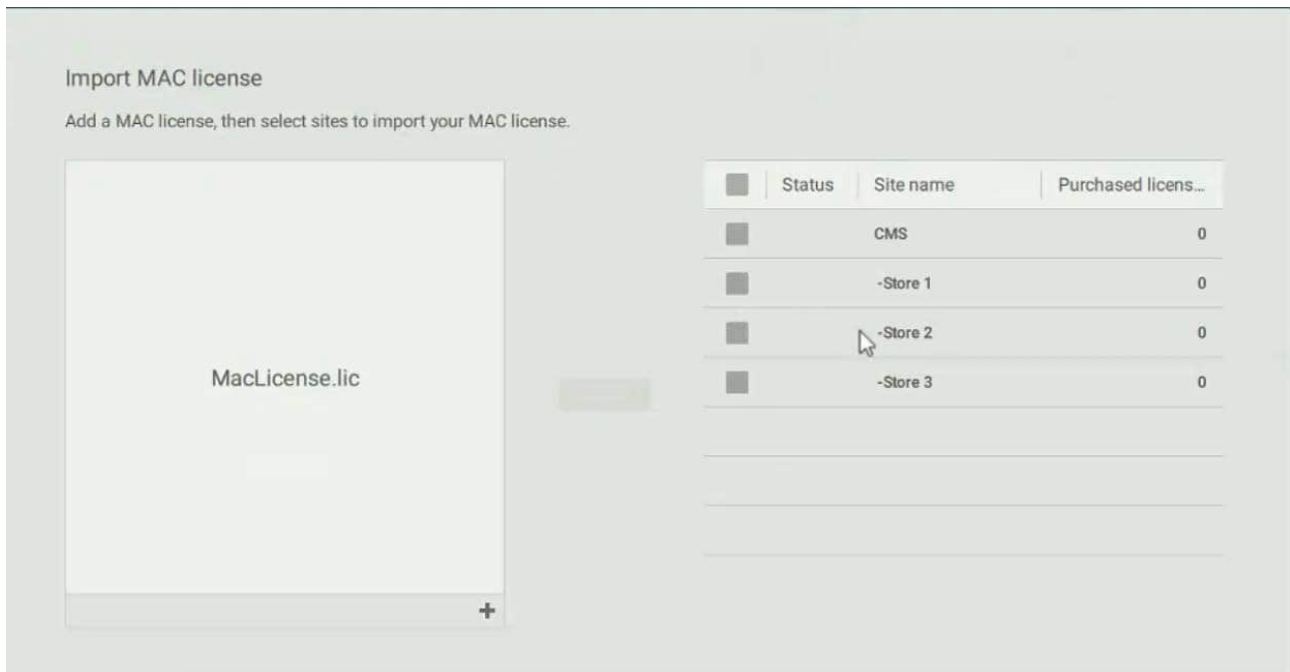 Import MAC license
Add a MAC license, then select sites to import your MAC license.
MacLicense.lic
+
Status Site name Purchased licens...
CMS 0
-Store 1 0
-Store 2 0
-Store 3 0